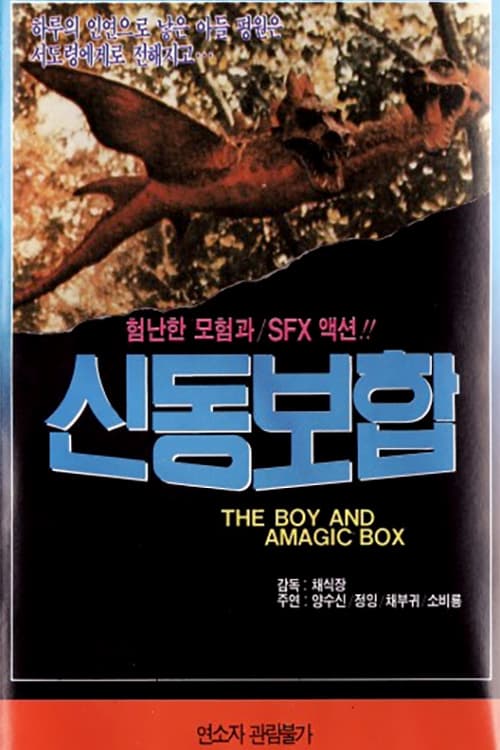 하루의 인연으로 낳은 아들 평원은
서도령에게로 전해지고…
험난한 모험과/SFX 액션!!
신동보합
THE BOY AND
AMAGIC BOX
감독 : 채식장
주연 : 양수신/정잉/채부귀/소비룡
연소자 관람불가